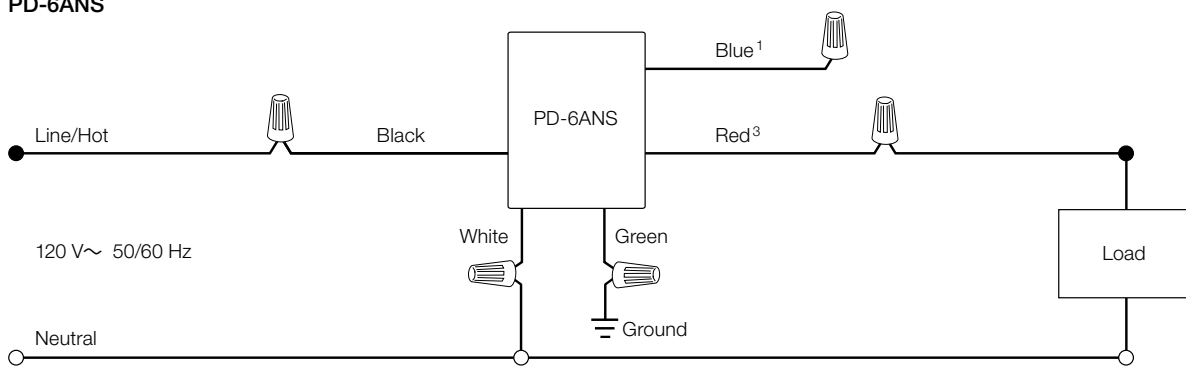 PD-6ANS
Blue¹
PD-6ANS
Line/Hot
Black
Red³
White
Green
120 V~ 50/60 Hz
Load
Ground
Neutral